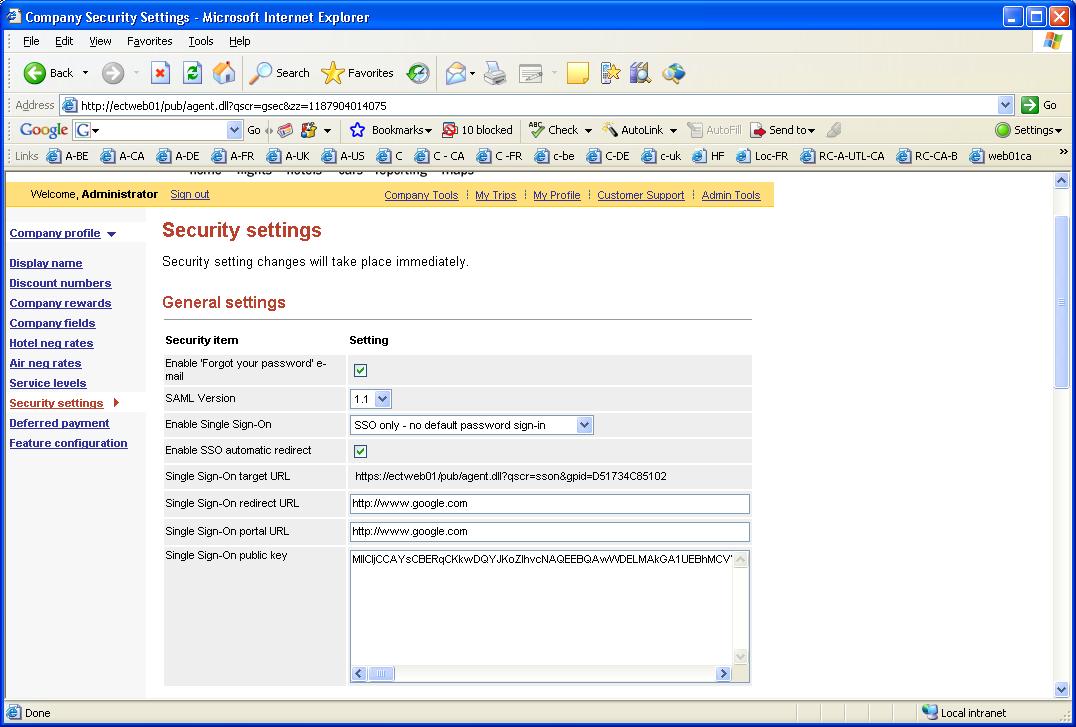 Company Security Settings - Microsoft Internet Explorer
File Edit View Favorites Tools Help
Back Search Favorites
Address http://ectweb01/pub/agent.dll?qscr=gsec&zz=1187904014075 Go
Google G Go Bookmarks 10 blocked ABC Check AutoLink AutoFill Send to Settings
Links A-BE A-CA A-DE A-FR A-UK A-US C C - CA C -FR c-be C-DE c-uk HF Loc-FR RC-A-UTL-CA RC-CA-B web01ca »
home flights hotels cars reporting maps
Welcome, Administrator Sign out Company Tools My Trips My Profile Customer Support Admin Tools
Company profile
Display name
Discount numbers
Company rewards
Company fields
Hotel neg rates
Air neg rates
Service levels
Security settings
Deferred payment
Feature configuration
Security settings
Security setting changes will take place immediately.
General settings
Security item Setting
Enable 'Forgot your password' e-
mail
SAML Version 1.1
Enable Single Sign-On SSO only - no default password sign-in
Enable SSO automatic redirect
Single Sign-On target URL https://ectweb01/pub/agent.dll?qscr=sson&gpid=D51734C85102
Single Sign-On redirect URL http://www.google.com
Single Sign-On portal URL http://www.google.com
Single Sign-On public key
Done Local intranet